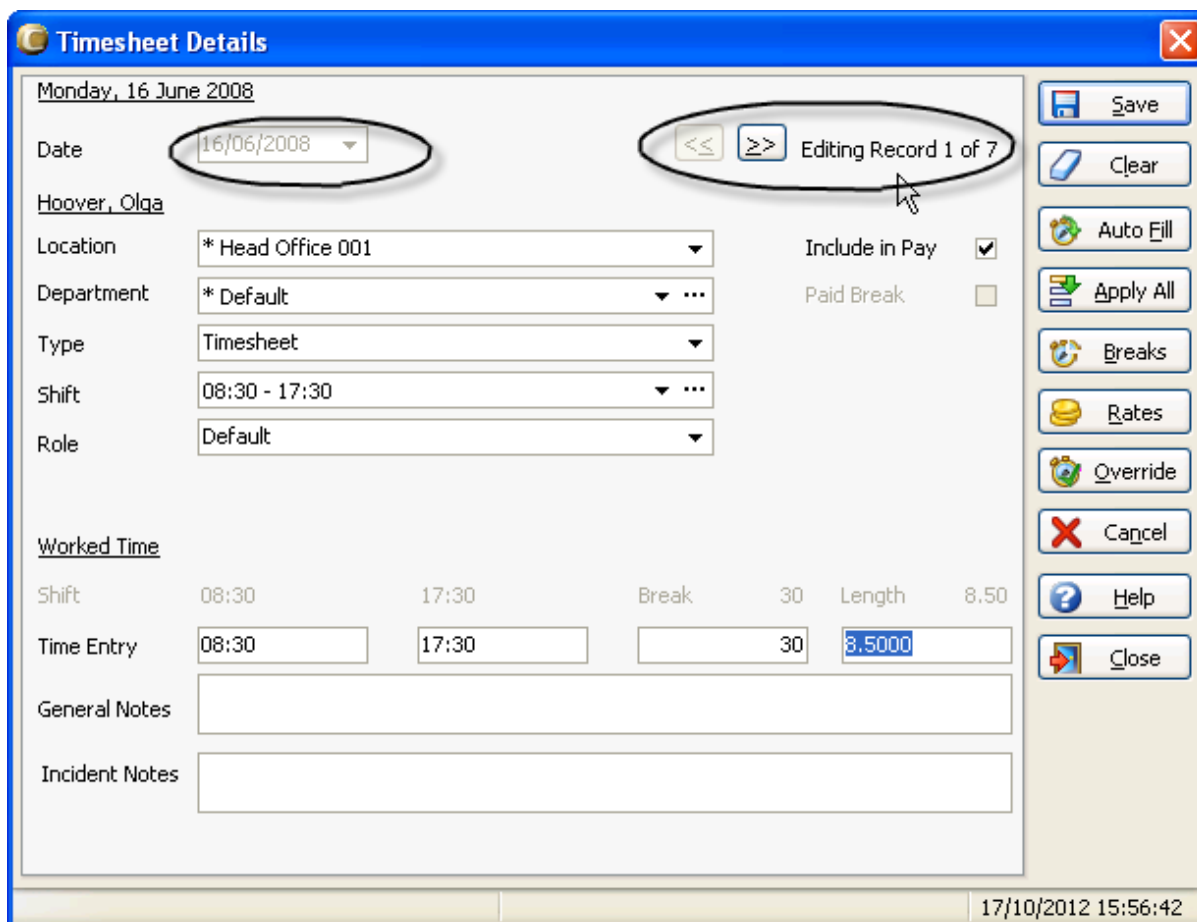 Timesheet Details
Monday, 16 June 2008
Date 16/06/2008 << >> Editing Record 1 of 7
Hoover, Olga
Location * Head Office 001 Include in Pay
Department * Default ... Paid Break
Type Timesheet
Shift 08:30 - 17:30 ...
Role Default
Worked Time
Shift 08:30 17:30 Break 30 Length 8.50
Time Entry 08:30 17:30 30 8.5000
General Notes
Incident Notes
Save
Clear
Auto Fill
Apply All
Breaks
Rates
Override
Cancel
Help
Close
17/10/2012 15:56:42